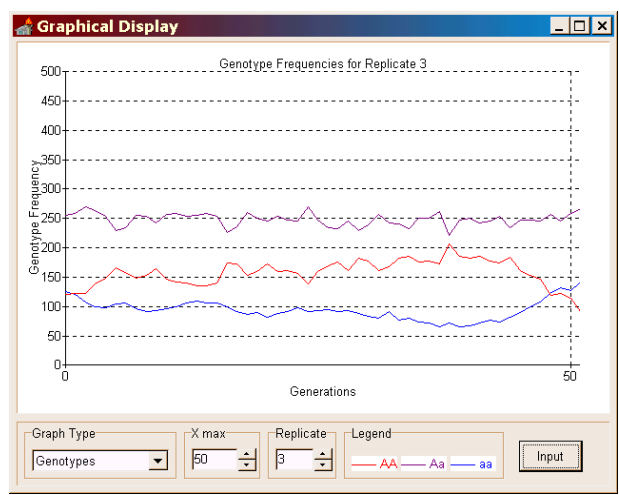 Graphical Display
Genotype Frequencies for Replicate 3
Genotype Frequency
500
450
400
350
300
250
200
150
100
50
0
0
50
Generations
Graph Type
X max
Replicate
Legend
Genotypes
50
3
AA Aa aa
Input